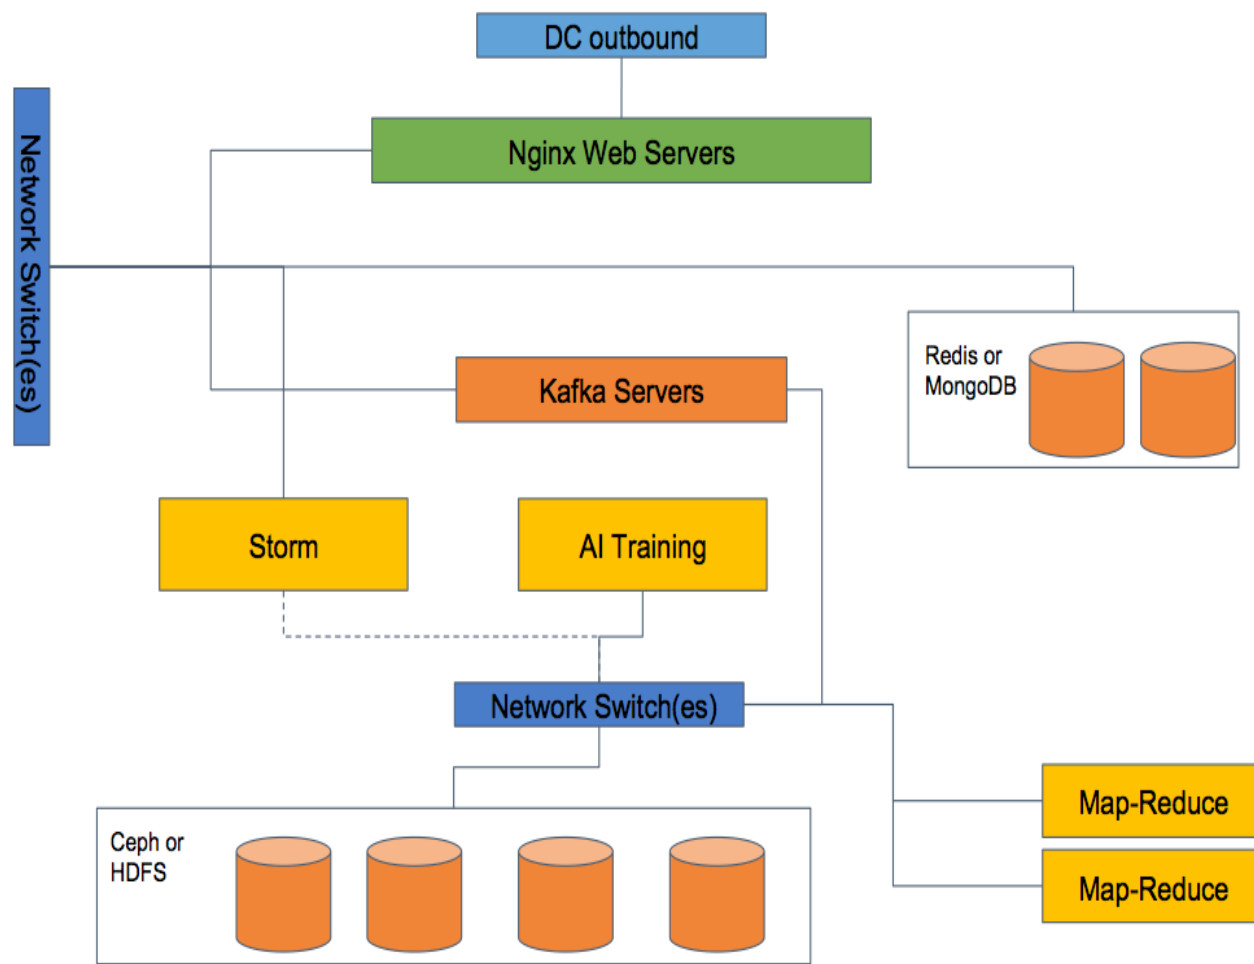 DC outbound
Nginx Web Servers
Network Switch(es)
Redis or
MongoDB
Kafka Servers
Storm
AI Training
Network Switch(es)
Map-Reduce
Ceph or
HDFS
Map-Reduce